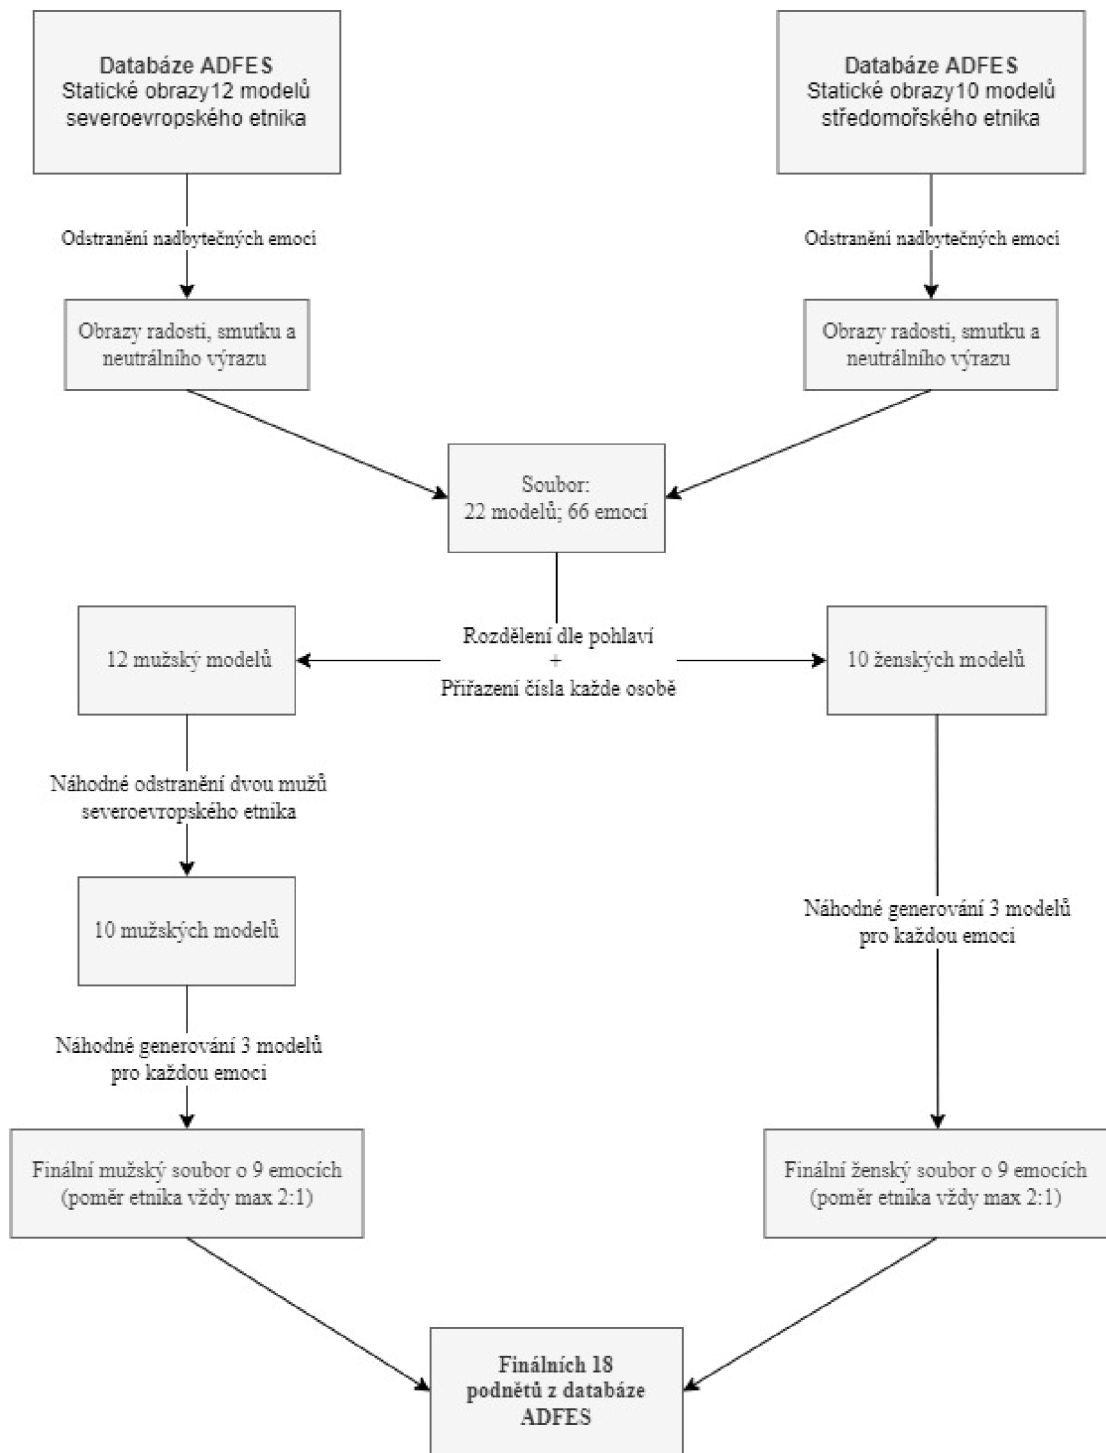 Databáze ADFES
Statické obrazy12 modelů
severoevropského etnika
Databáze ADFES
Statické obrazy10 modelů
středomořského etnika
Odstranění nadbytečných emocí
Odstranění nadbytečných emocí
Obrazy radosti, smutku a
neutrálního výrazu
Obrazy radosti, smutku a
neutrálního výrazu
Soubor:
22 modelů; 66 emocí
12 mužský modelů
Rozdělení dle pohlaví
+
Přiřazení čísla každe osobě
10 ženských modelů
Náhodné odstranění dvou mužů
severoevropského etnika
10 mužských modelů
Náhodné generování 3 modelů
pro každou emoci
Náhodné generování 3 modelů
pro každou emoci
Finální mužský soubor o 9 emocích
(poměr etnika vždy max 2:1)
Finální ženský soubor o 9 emocích
(poměr etnika vždy max 2:1)
Finálních 18
podnětů z databáze
ADFES